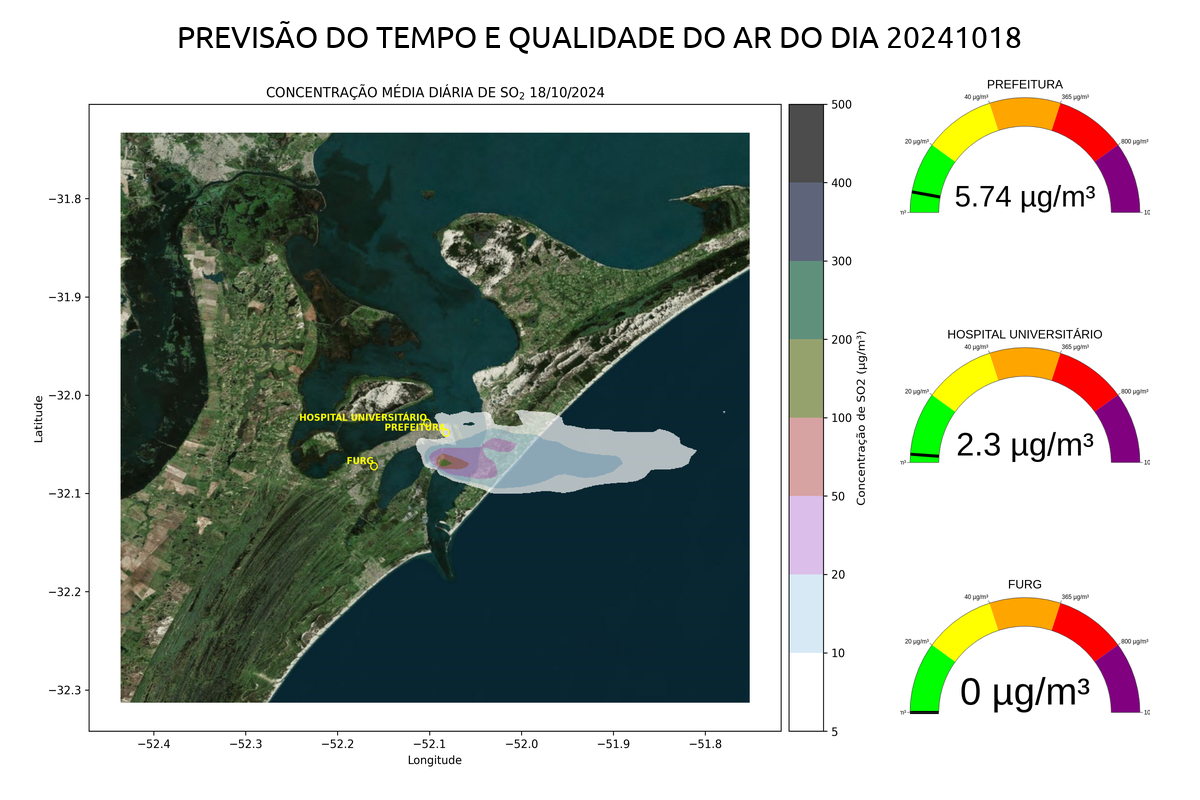 PREVISÃO DO TEMPO E QUALIDADE DO AR DO DIA 20241018
CONCENTRAÇÃO MÉDIA DIÁRIA DE SO₂ 18/10/2024
Latitude
−31.8
−31.9
−32.0
−32.1
−32.2
−32.3
HOSPITAL UNIVERSITÁRIO
PREFEITURA
FURG
−52.4
−52.3
−52.2
−52.1
−52.0
−51.9
−51.8
Longitude
500
400
300
200
100
50
20
10
5
Concentração de SO2 (µg/m³)
PREFEITURA
40 µg/m³
365 µg/m³
20 µg/m³
800 µg/m³
5.74 µg/m³
HOSPITAL UNIVERSITÁRIO
40 µg/m³
365 µg/m³
20 µg/m³
800 µg/m³
2.3 µg/m³
FURG
40 µg/m³
365 µg/m³
20 µg/m³
800 µg/m³
0 µg/m³